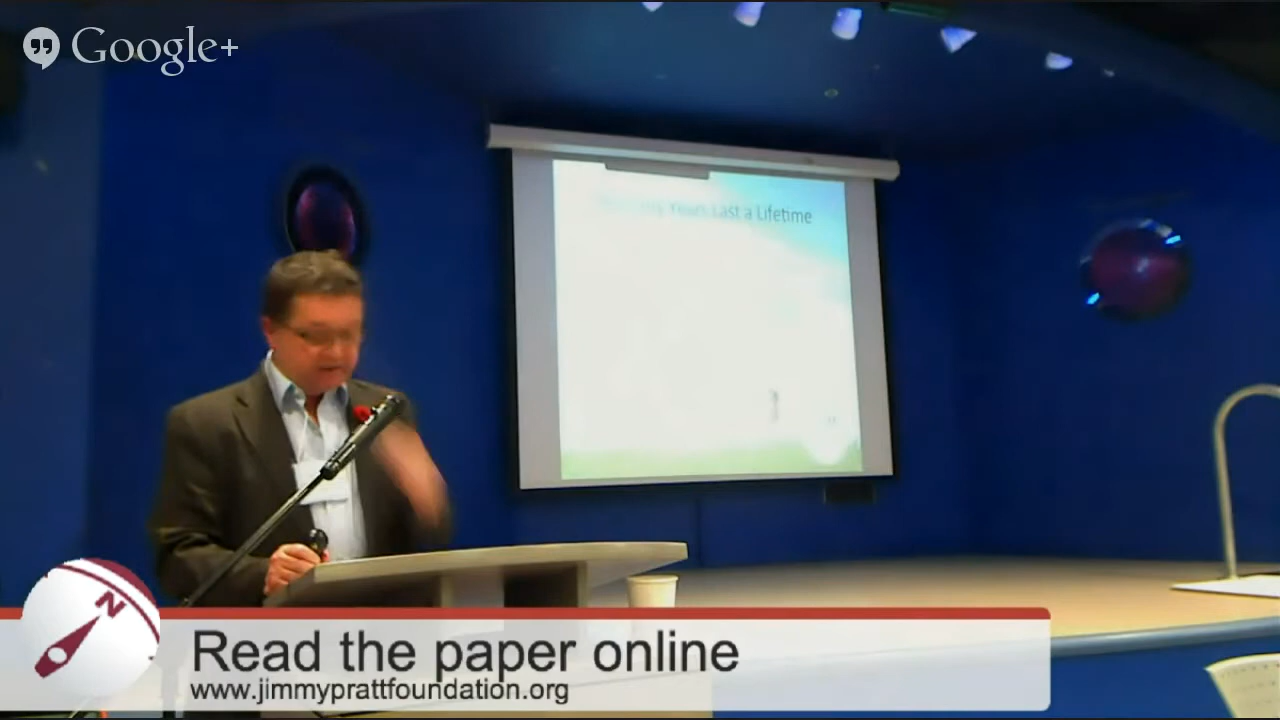 Google+
Years Last a Lifetime
N
Read the paper online
www.jimmyprattfoundation.org